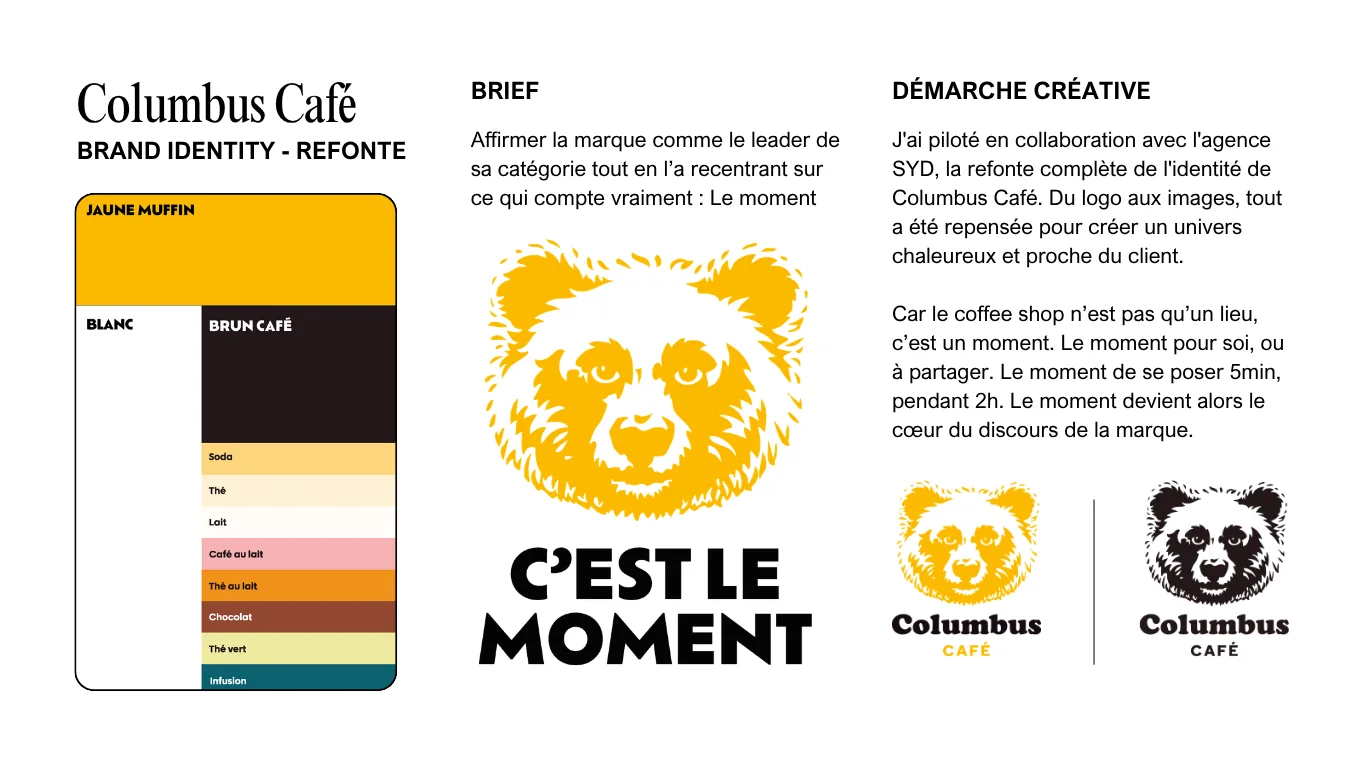 Columbus Café
BRAND IDENTITY - REFONTE
JAUNE MUFFIN
BLANC
BRUN CAFÉ
Soda
Thé
Lait
Café au lait
Thé au lait
Chocolat
Thé vert
Infusion
BRIEF
Affirmer la marque comme le leader de
sa catégorie tout en l’a recentrant sur
ce qui compte vraiment : Le moment
C’EST LE
MOMENT
DÉMARCHE CRÉATIVE
J'ai piloté en collaboration avec l'agence
SYD, la refonte complète de l'identité de
Columbus Café. Du logo aux images, tout
a été repensée pour créer un univers
chaleureux et proche du client.
Car le coffee shop n’est pas qu’un lieu,
c’est un moment. Le moment pour soi, ou
à partager. Le moment de se poser 5min,
pendant 2h. Le moment devient alors le
cœur du discours de la marque.
Columbus
CAFÉ
Columbus
CAFÉ